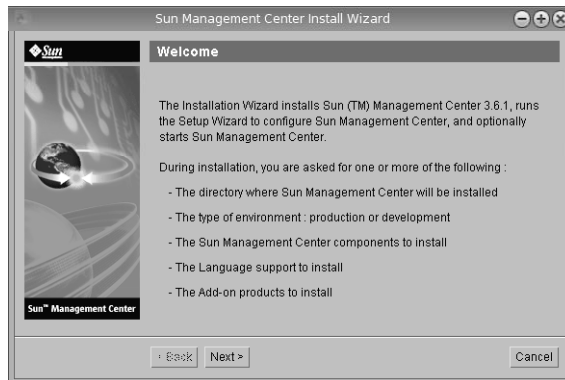 Sun Management Center Install Wizard
Sun
Welcome
The Installation Wizard installs Sun (TM) Management Center 3.6.1, runs
the Setup Wizard to configure Sun Management Center, and optionally
starts Sun Management Center.
During installation, you are asked for one or more of the following :
- The directory where Sun Management Center will be installed
- The type of environment : production or development
- The Sun Management Center components to install
- The Language support to install
- The Add-on products to install
Sun™ Management Center
< Back Next > Cancel